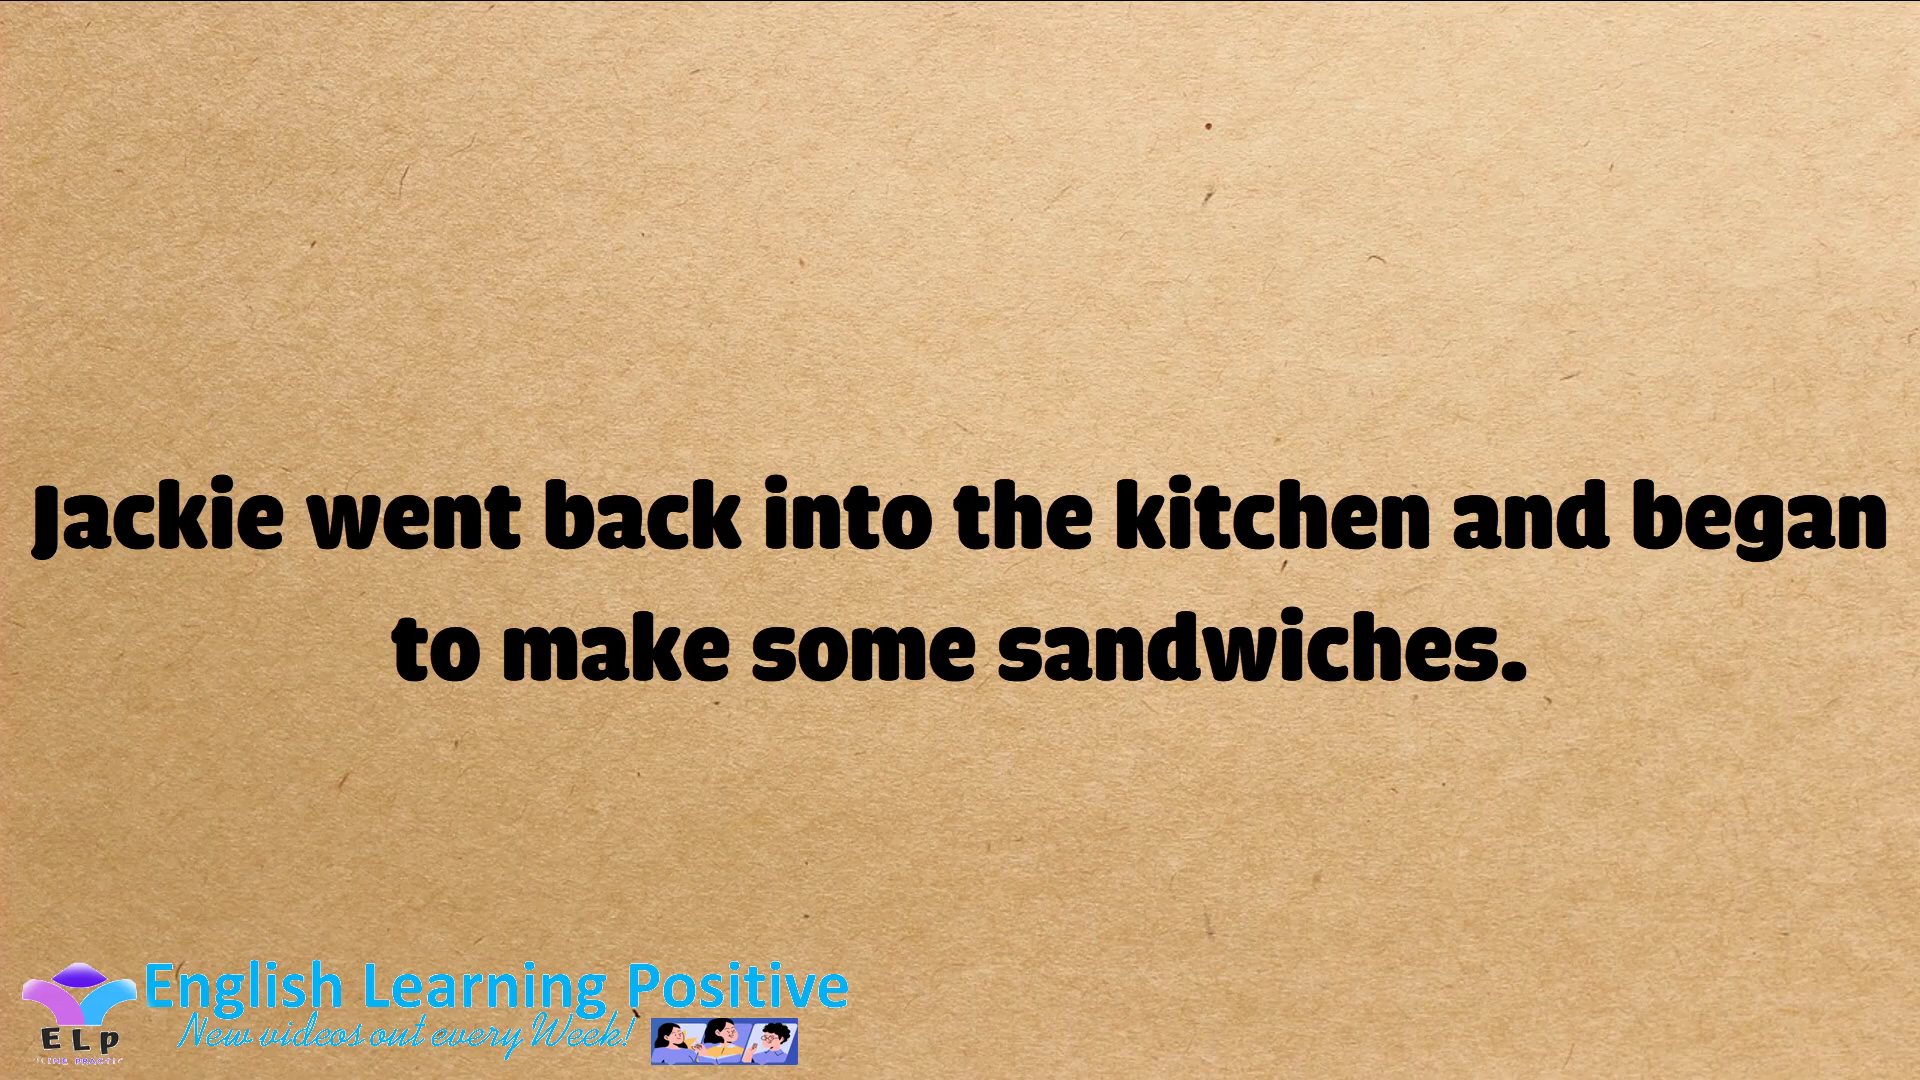 Jackie went back into the kitchen and began
to make some sandwiches.
English Learning Positive
New videos out every Week!
ELP